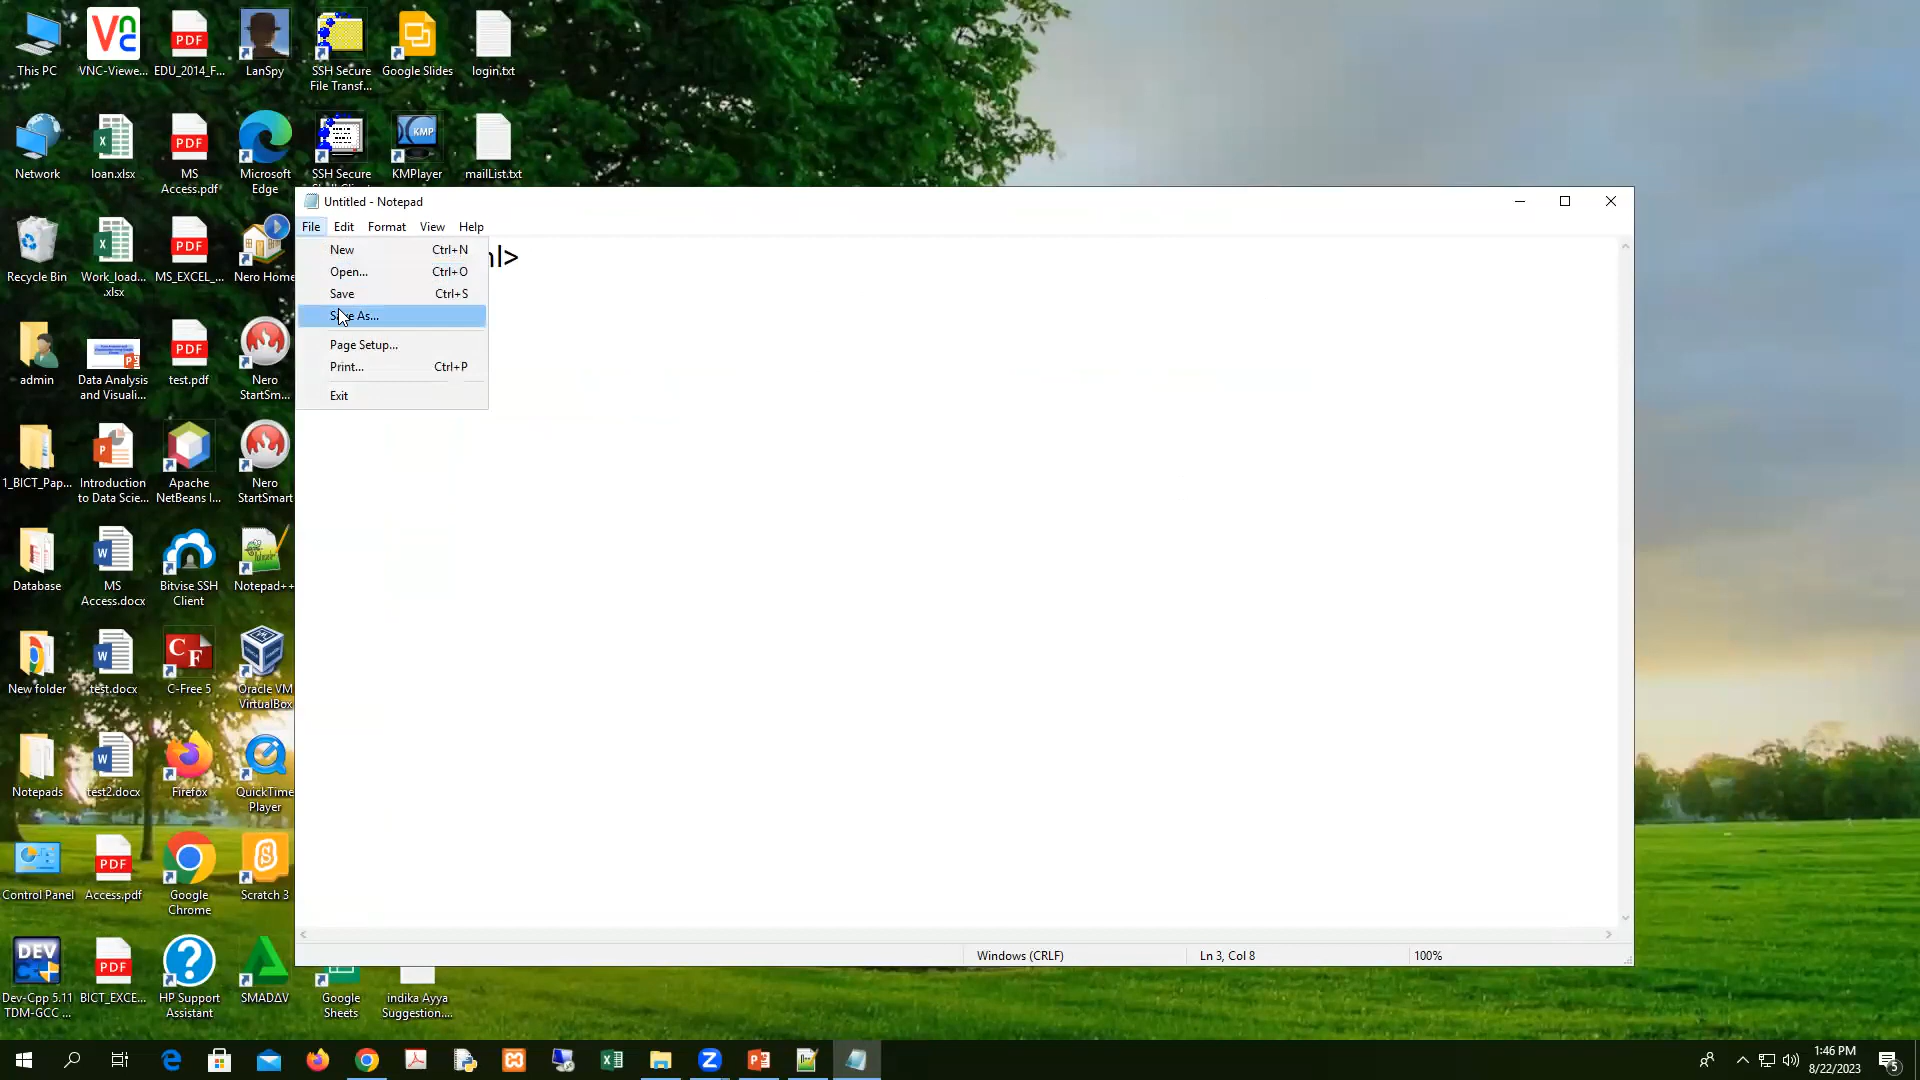 This PC
VNC-Viewe...
EDU_2014_F...
LanSpy
SSH Secure
File Transf...
Google Slides
login.txt
Network
loan.xlsx
MS
Access.pdf
Microsoft
Edge
SSH Secure
KMPlayer
mailList.txt
Untitled - Notepad
File Edit Format View Help
New Ctrl+N
Open... Ctrl+O
Save Ctrl+S
Save As...
Page Setup...
Print... Ctrl+P
Exit
Recycle Bin
Work_load...
.xlsx
MS_EXCEL_...
Nero Home
admin
Data Analysis
and Visuali...
test.pdf
Nero
StartSm...
1_BICT_Pap...
Introduction
to Data Scie...
Apache
NetBeans I...
Nero
StartSmart
Database
MS
Access.docx
Bitvise SSH
Client
Notepad++
New folder
test.docx
C-Free 5
Oracle VM
VirtualBox
Notepads
test2.docx
Firefox
QuickTime
Player
Control Panel
Access.pdf
Google
Chrome
Scratch 3
Dev-Cpp 5.11
TDM-GCC ...
BICT_EXCE...
HP Support
Assistant
SMADΔV
Google
Sheets
indika Ayya
Suggestion....
Windows (CRLF)
Ln 3, Col 8
100%
1:46 PM
8/22/2023
5